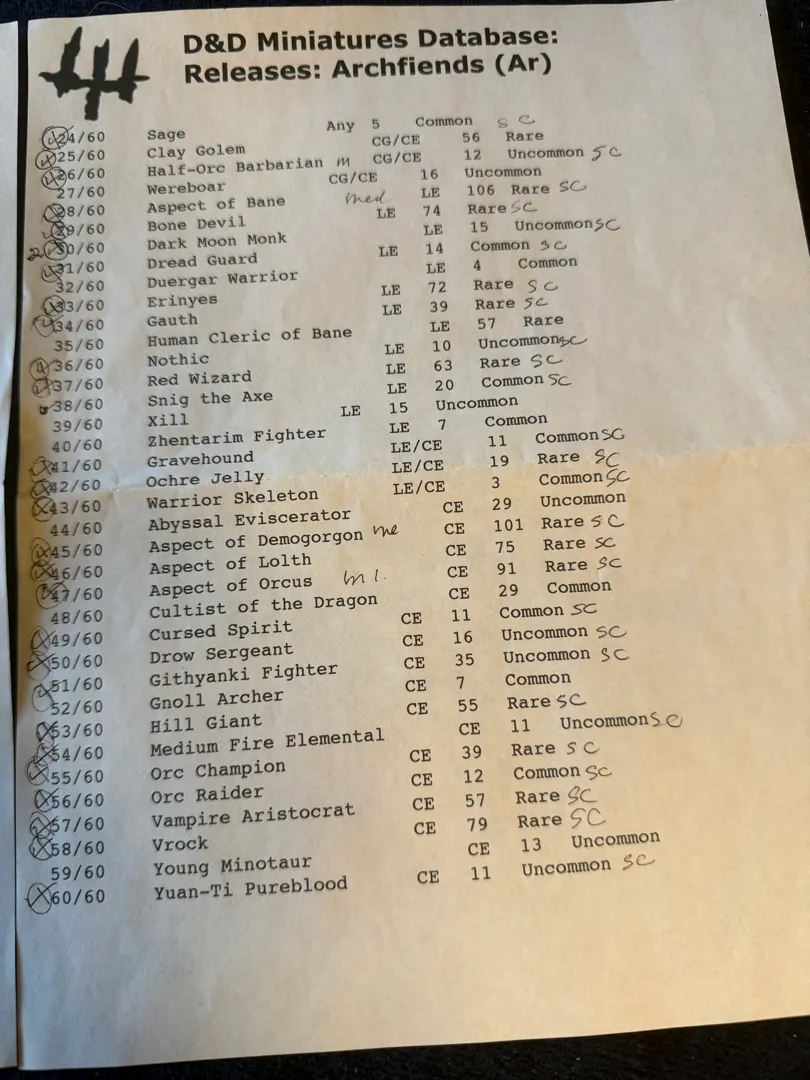 D&D Miniatures Database:
Releases: Archfiends (Ar)
24/60 Sage Any 5 Common SC
25/60 Clay Golem CG/CE 56 Rare
26/60 Half-Orc Barbarian m CG/CE 12 Uncommon SC
27/60 Wereboar CG/CE 16 Uncommon
28/60 Aspect of Bane med LE 106 Rare SC
29/60 Bone Devil LE 74 Rare SC
30/60 Dark Moon Monk LE 15 Uncommon SC
31/60 Dread Guard LE 14 Common SC
32/60 Duergar Warrior LE 4 Common
33/60 Erinyes LE 72 Rare SC
34/60 Gauth LE 39 Rare SC
35/60 Human Cleric of Bane LE 57 Rare
36/60 Nothic LE 10 Uncommon SC
37/60 Red Wizard LE 63 Rare SC
38/60 Snig the Axe LE 20 Common SC
39/60 Xill LE 15 Uncommon
40/60 Zhentarim Fighter LE 7 Common
41/60 Gravehound LE/CE 11 Common SC
42/60 Ochre Jelly LE/CE 19 Rare SC
43/60 Warrior Skeleton LE/CE 3 Common SC
44/60 Abyssal Eviscerator CE 29 Uncommon
45/60 Aspect of Demogorgon me CE 101 Rare SC
46/60 Aspect of Lolth CE 75 Rare SC
47/60 Aspect of Orcus CE 91 Rare SC
48/60 Cultist of the Dragon CE 29 Common
49/60 Cursed Spirit CE 11 Common SC
50/60 Drow Sergeant CE 16 Uncommon SC
51/60 Githyanki Fighter CE 35 Uncommon SC
52/60 Gnoll Archer CE 7 Common
53/60 Hill Giant CE 55 Rare SC
54/60 Medium Fire Elemental CE 11 Uncommon SC
55/60 Orc Champion CE 39 Rare SC
56/60 Orc Raider CE 12 Common SC
57/60 Vampire Aristocrat CE 57 Rare SC
58/60 Vrock CE 79 Rare SC
59/60 Young Minotaur CE 13 Uncommon
60/60 Yuan-Ti Pureblood CE 11 Uncommon SC